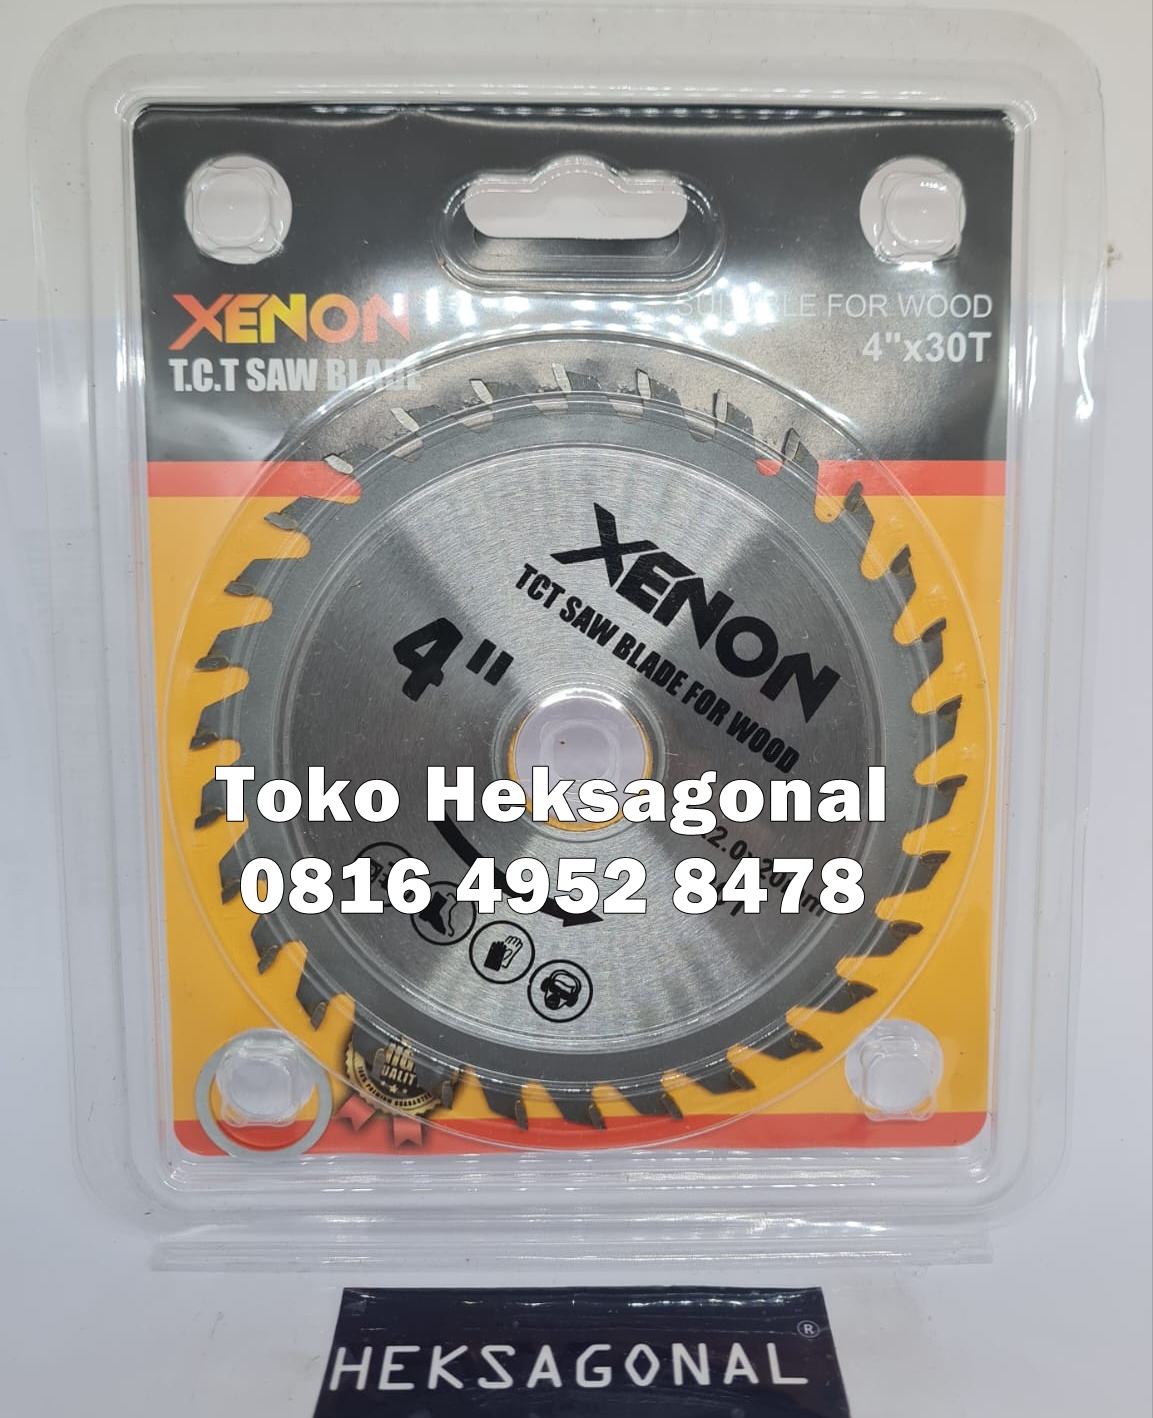 XENON
T.C.T SAW BLADE
SUITABLE FOR WOOD
4"x30T
XENON
TCT SAW BLADE FOR WOOD
4"
Toko Heksagonal
0816 4952 8478
HEKSAGONAL®